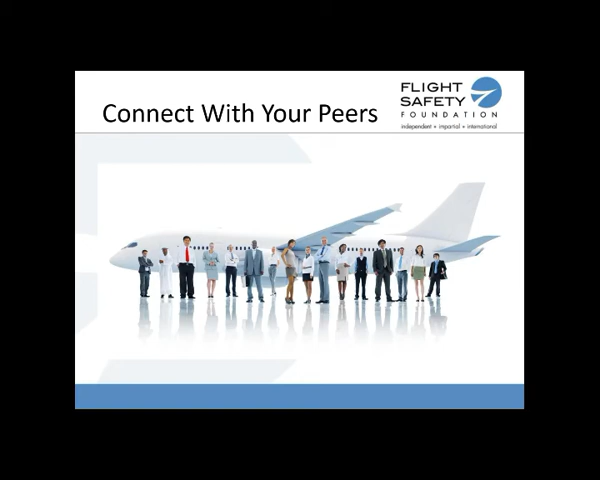 Connect With Your Peers
FLIGHT
SAFETY
FOUNDATION
independent • impartial • international